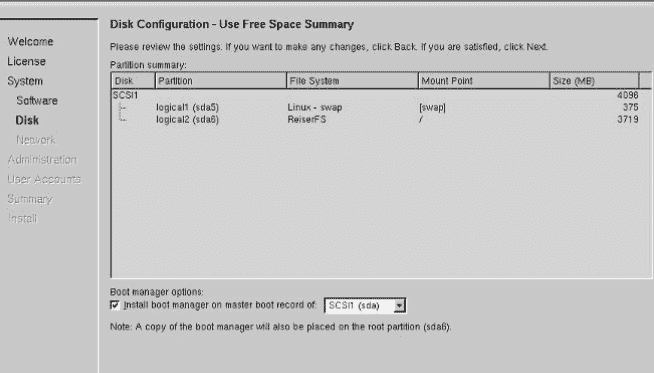 Disk Configuration - Use Free Space Summary
Welcome
License
System
Software
Disk
Network
Administration
User Accounts
Summary
Install
Please review the settings. If you want to make any changes, click Back. If you are satisfied, click Next.
Partition summary:
Disk Partition File System Mount Point Size (MB)
SCSI1 4096
logical1 (sda5) Linux - swap [swap] 375
logical2 (sda6) ReiserFS / 3719
Boot manager options:
Install boot manager on master boot record of: SCSI1 (sda)
Note: A copy of the boot manager will also be placed on the root partition (sda6).